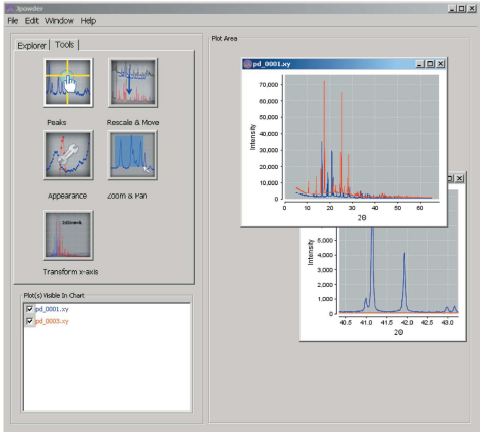 Jpowder
File Edit Window Help
Explorer Tools
Peaks Rescale & Move
Appearance Zoom & Pan
Transform x-axis
Plot(s) Visible In Chart
pd_0001.xy
pd_0003.xy
Plot Area
pd_0001.xy
70,000
60,000
50,000
40,000
30,000
20,000
10,000
0
Intensity
0 10 20 30 40 50 60
2Θ
5,000
4,000
3,000
2,000
1,000
0
Intensity
40.5 41.0 41.5 42.0 42.5 43.0
2Θ